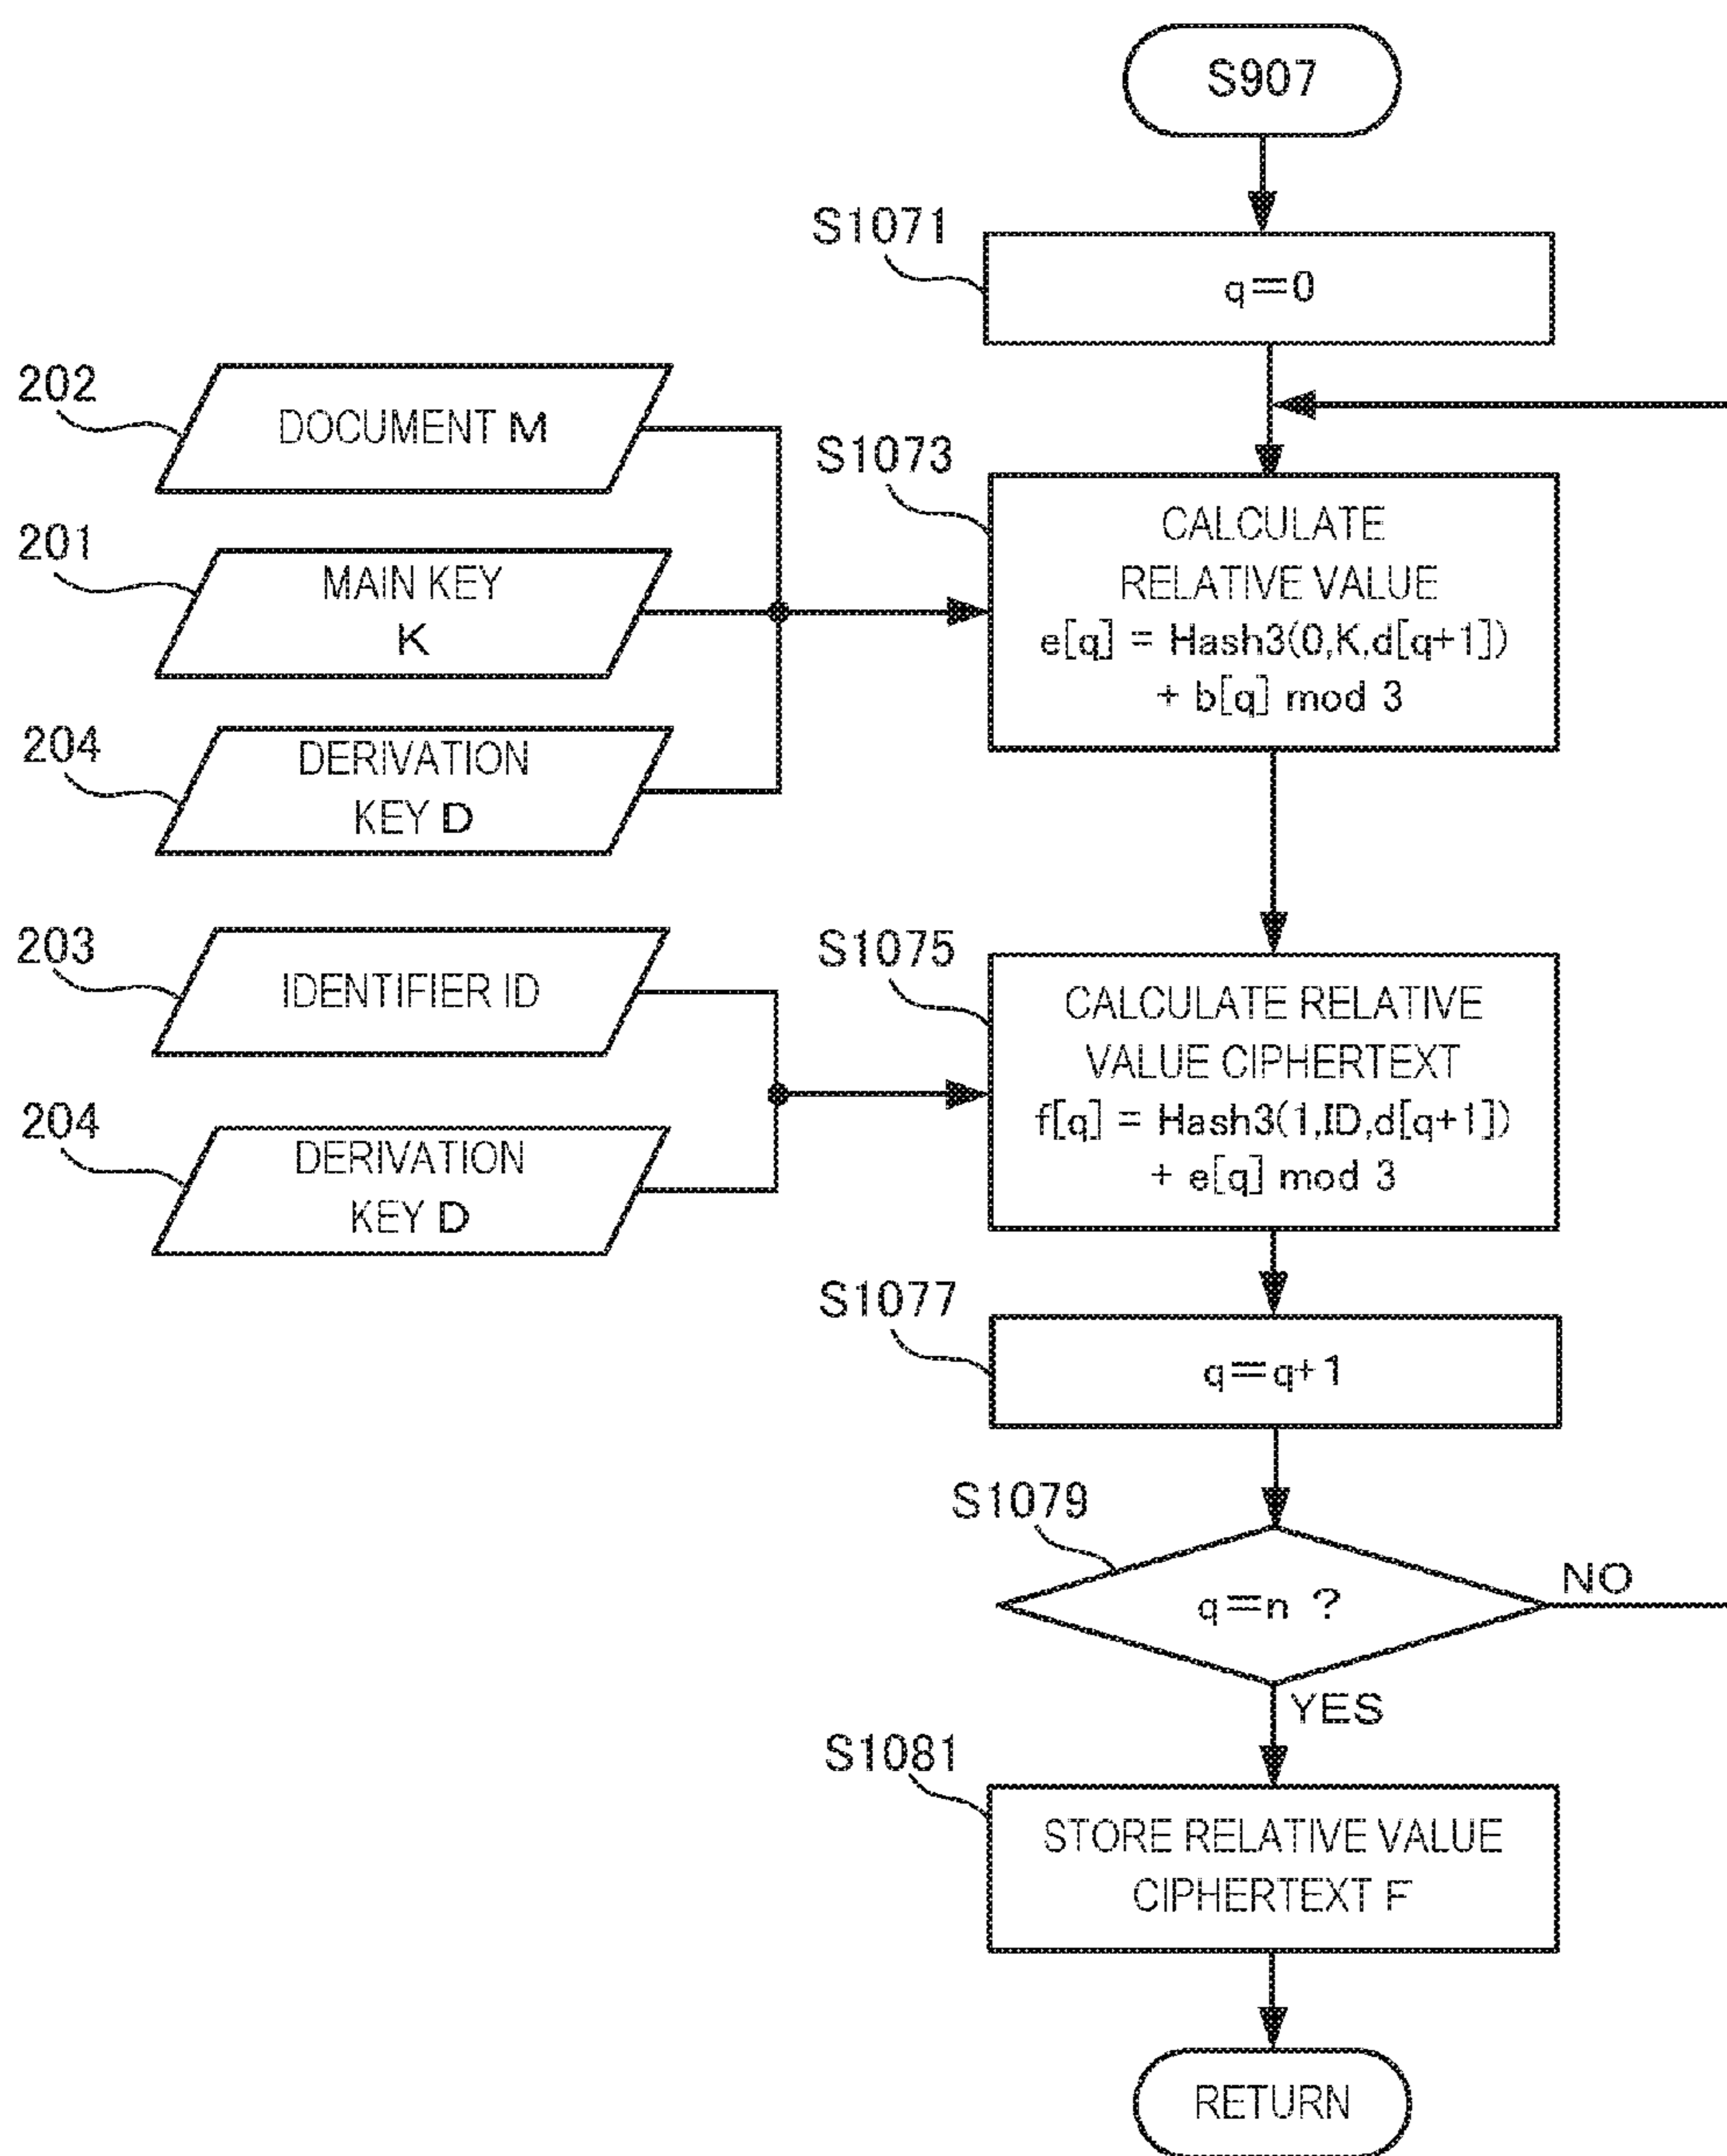 S907
S1071
q=0
202
DOCUMENT M
S1073
CALCULATE
RELATIVE VALUE
e[q] = Hash3(0,K,d[q+1])
+ b[q] mod 3
201
MAIN KEY
K
204
DERIVATION
KEY D
203
IDENTIFIER ID
S1075
CALCULATE RELATIVE
VALUE CIPHERTEXT
f[q] = Hash3(1,ID,d[q+1])
+ e[q] mod 3
204
DERIVATION
KEY D
S1077
q=q+1
S1079
q=n ?
NO
YES
S1081
STORE RELATIVE VALUE
CIPHERTEXT F
RETURN